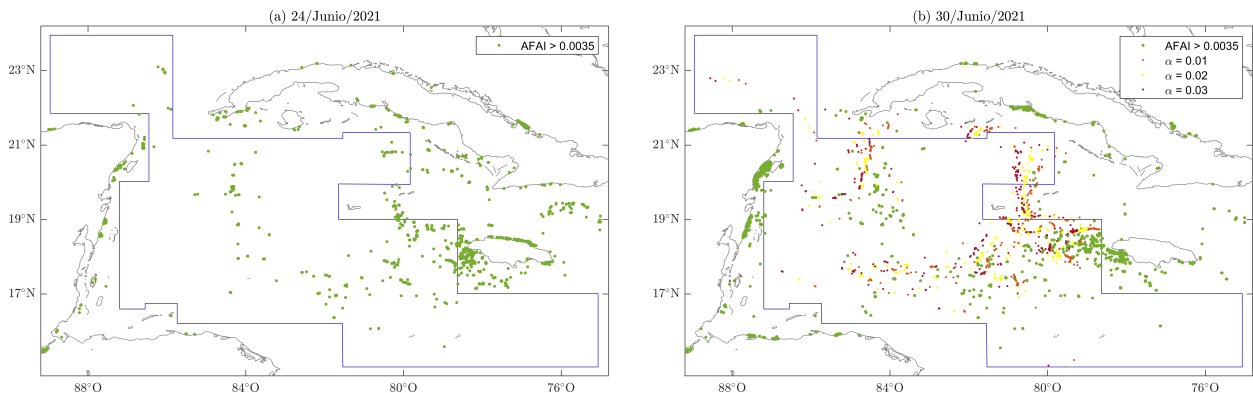 (a) 24/Junio/2021
AFAI > 0.0035
23°N
21°N
19°N
17°N
88°O
84°O
80°O
76°O
(b) 30/Junio/2021
AFAI > 0.0035
α = 0.01
α = 0.02
α = 0.03
23°N
21°N
19°N
17°N
88°O
84°O
80°O
76°O